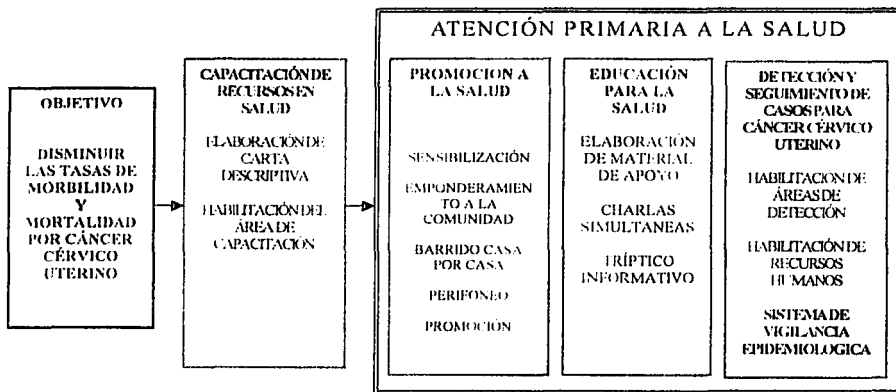 ATENCIÓN PRIMARIA A LA SALUD
OBJETIVO
DISMINUIR
LAS TASAS DE
MORBILIDAD
Y
MORTALIDAD
POR CÁNCER
CÉRVICO
UTERINO
CAPACITACIÓN DE
RECURSOS EN
SALUD
ELABORACIÓN DE
CARTA
DESCRIPTIVA
HABILITACIÓN DEL
ÁREA DE
CAPACITACIÓN
PROMOCION A
LA SALUD
SENSIBILIZACIÓN
EMPONDERAMIEN
TO A LA
COMUNIDAD
BARRIDO CASA
POR CASA
PERIFONEO
PROMOCIÓN
EDUCACIÓN
PARA LA
SALUD
ELABORACIÓN
DE MATERIAL
DE APOYO
CHARLAS
SIMULTANEAS
TRÍPTICO
INFORMATIVO
DETECCIÓN Y
SEGUIMIENTO DE
CASOS PARA
CÁNCER CÉRVICO
UTERINO
HABILITACION DE
ÁREAS DE
DETECCIÓN
HABILITACIÓN DE
RECURSOS
HUMANOS
SISTEMA DE
VIGILANCIA
EPIDEMIOLOGICA